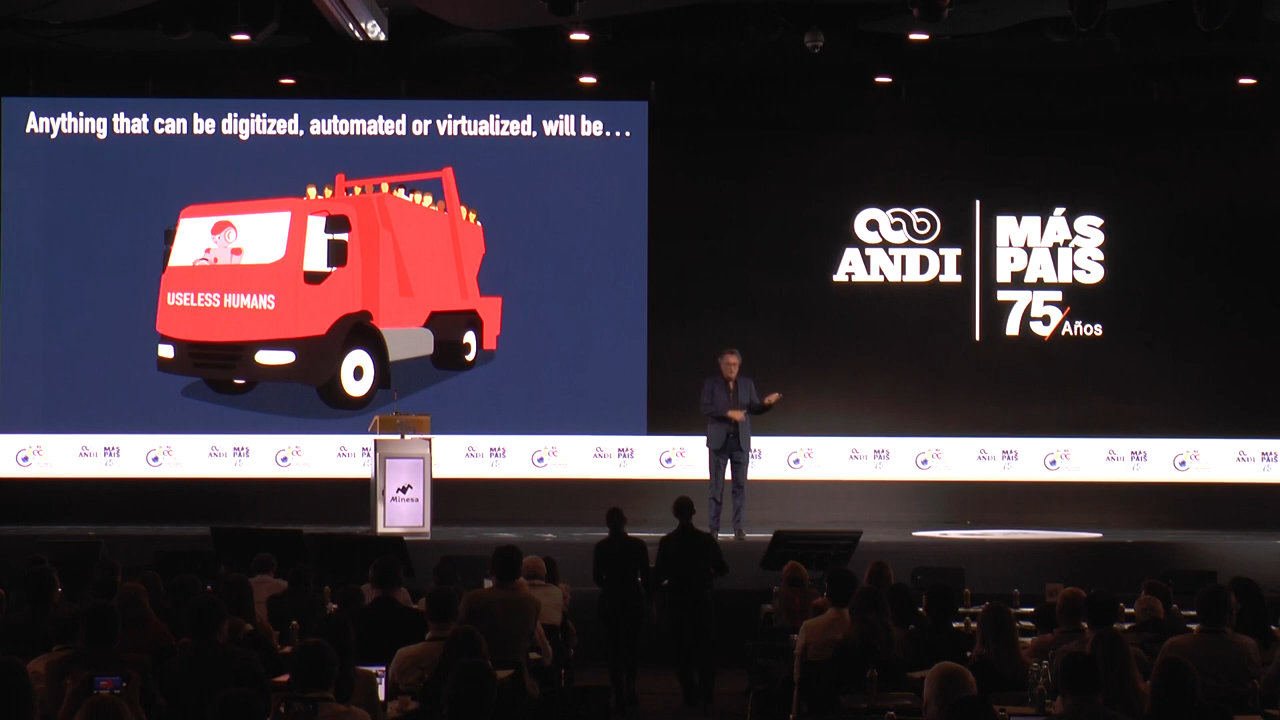 Anything that can be digitized, automated or virtualized, will be...
USELESS HUMANS
ANDI
MÁS
PAÍS
75 Años
Minesa